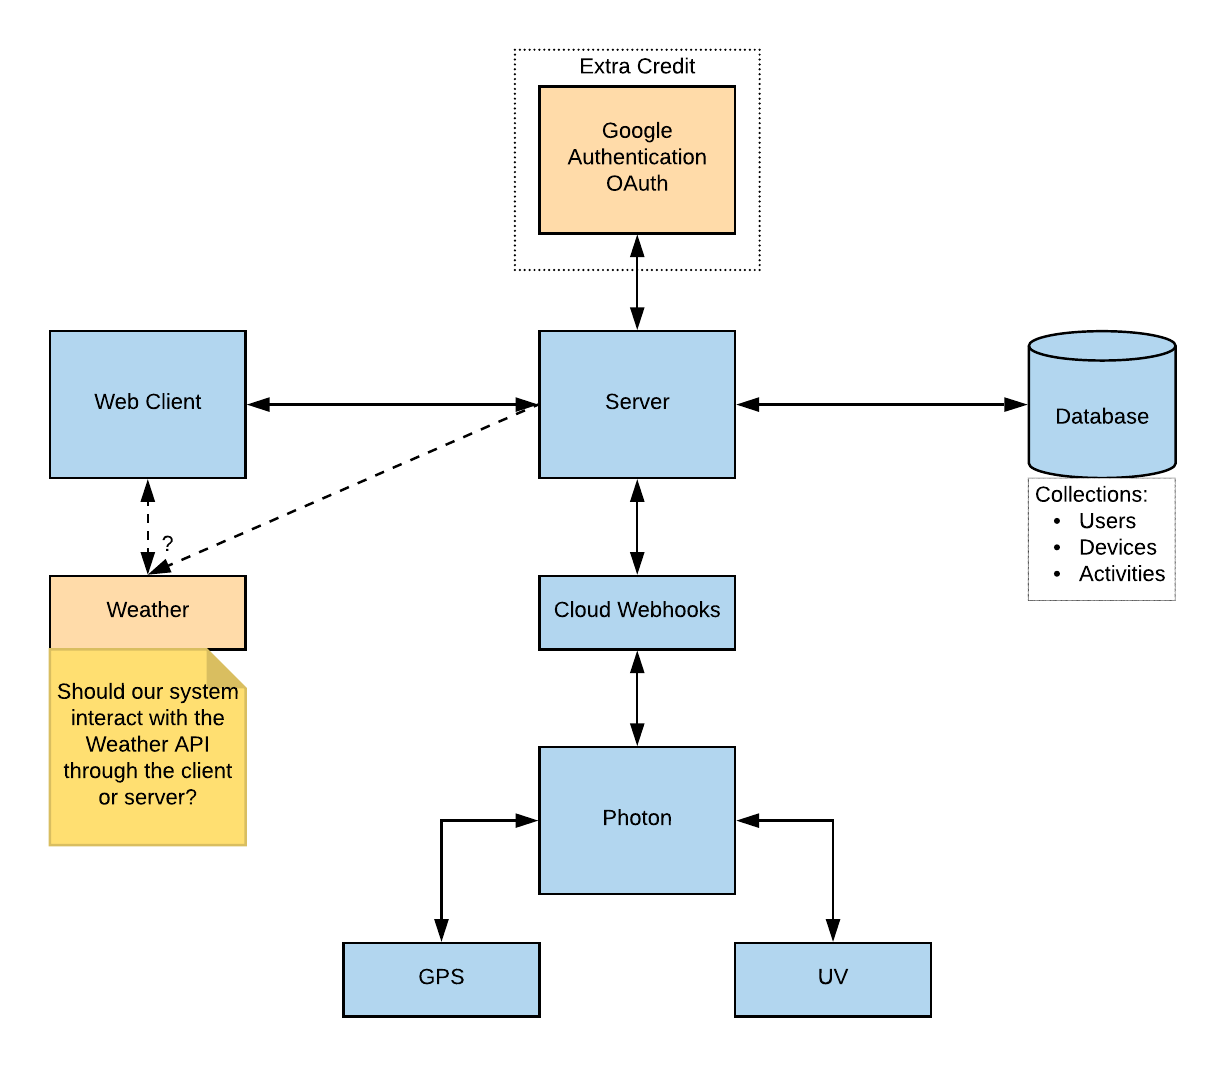 Extra Credit
Google
Authentication
OAuth
Web Client
Server
Database
Collections:
• Users
• Devices
• Activities
?
Weather
Cloud Webhooks
Should our system
interact with the
Weather API
through the client
or server?
Photon
GPS
UV